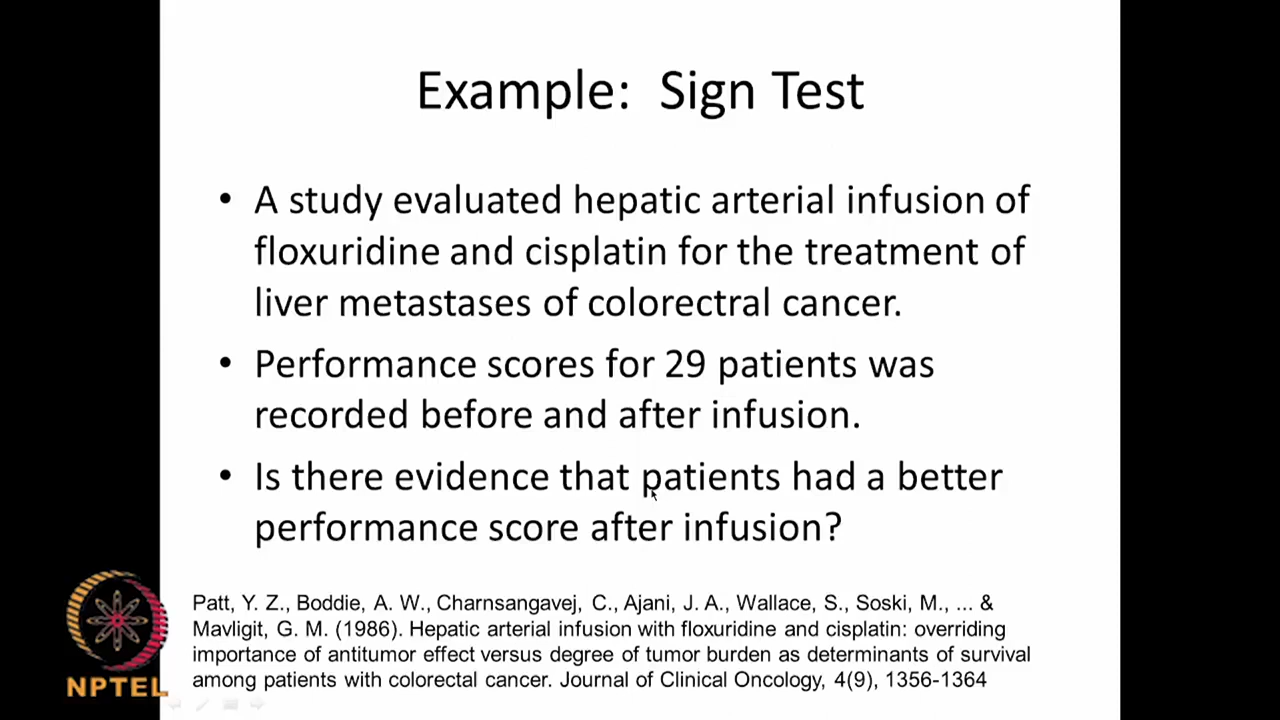 Example: Sign Test
• A study evaluated hepatic arterial infusion of
floxuridine and cisplatin for the treatment of
liver metastases of colorectral cancer.
• Performance scores for 29 patients was
recorded before and after infusion.
• Is there evidence that patients had a better
performance score after infusion?
Patt, Y. Z., Boddie, A. W., Charnsangavej, C., Ajani, J. A., Wallace, S., Soski, M., ... &
Mavligit, G. M. (1986). Hepatic arterial infusion with floxuridine and cisplatin: overriding
importance of antitumor effect versus degree of tumor burden as determinants of survival
among patients with colorectal cancer. Journal of Clinical Oncology, 4(9), 1356-1364
NPTEL